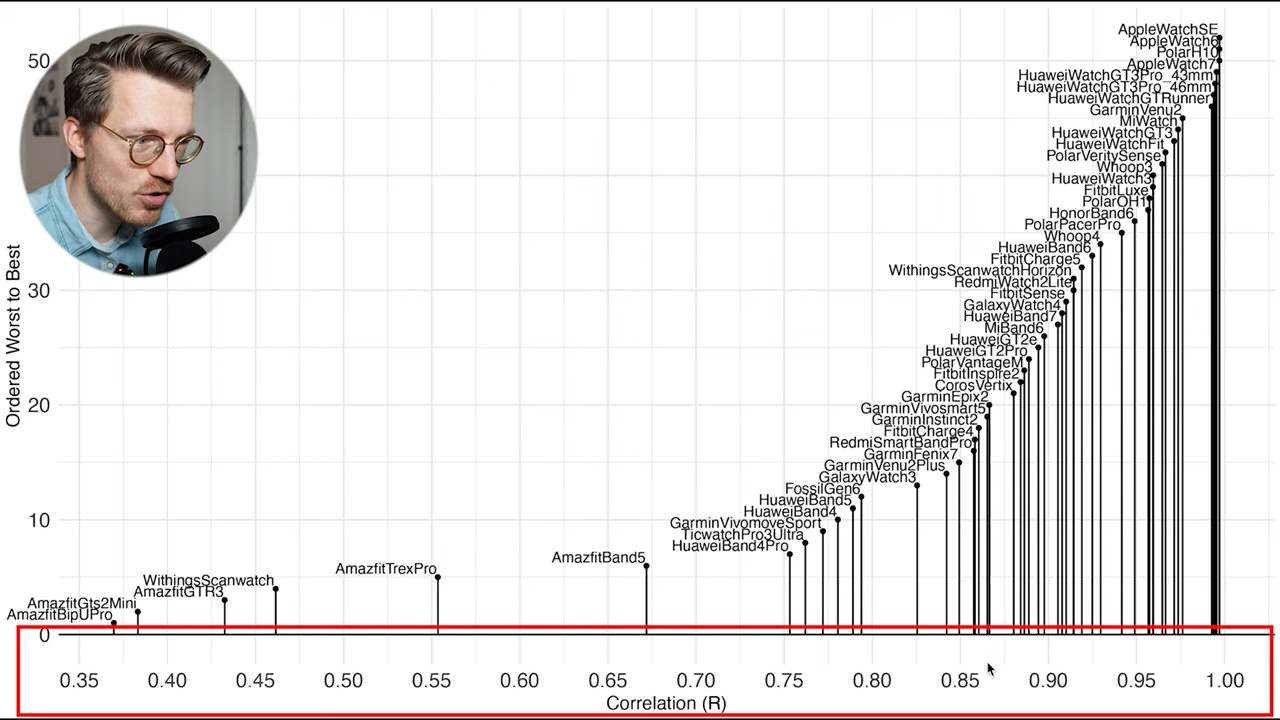 AppleWatchSE
50
AppleWatch6
PolarH10
AppleWatch7
HuaweiWatchGT3Pro_43mm
HuaweiWatchGT3Pro_46mm
HuaweiWatchGTRunner
GarminVenu2
MiWatch
HuaweiWatchGT3
HuaweiWatchFit
PolarVeritySense
Whoop3
HuaweiWatch3
FitbitLuxe
PolarOH1
HonorBand6
PolarPacerPro
Whoop4
HuaweiBand6
FitbitCharge5
WithingsScanwatchHorizon
RedmiWatch2Lite
30
FitbitSense
GalaxyWatch4
HuaweiBand7
MiBand6
HuaweiGT2e
HuaweiGT2Pro
PolarVantageM
FitbitInspire2
CorosVertix
GarminEpix2
20
GarminVivosmart5
GarminInstinct2
FitbitCharge4
RedmiSmartBandPro
GarminFenix7
GarminVenu2Plus
GalaxyWatch3
FossilGen6
HuaweiBand5
HuaweiBand4
10
GarminVivomoveSport
TicwatchPro3Ultra
HuaweiBand4Pro
AmazfitBand5
AmazfitTrexPro
WithingsScanwatch
AmazfitGTR3
AmazfitGts2Mini
AmazfitBipUPro
0
Ordered Worst to Best
0.35 0.40 0.45 0.50 0.55 0.60 0.65 0.70 0.75 0.80 0.85 0.90 0.95 1.00
Correlation (R)